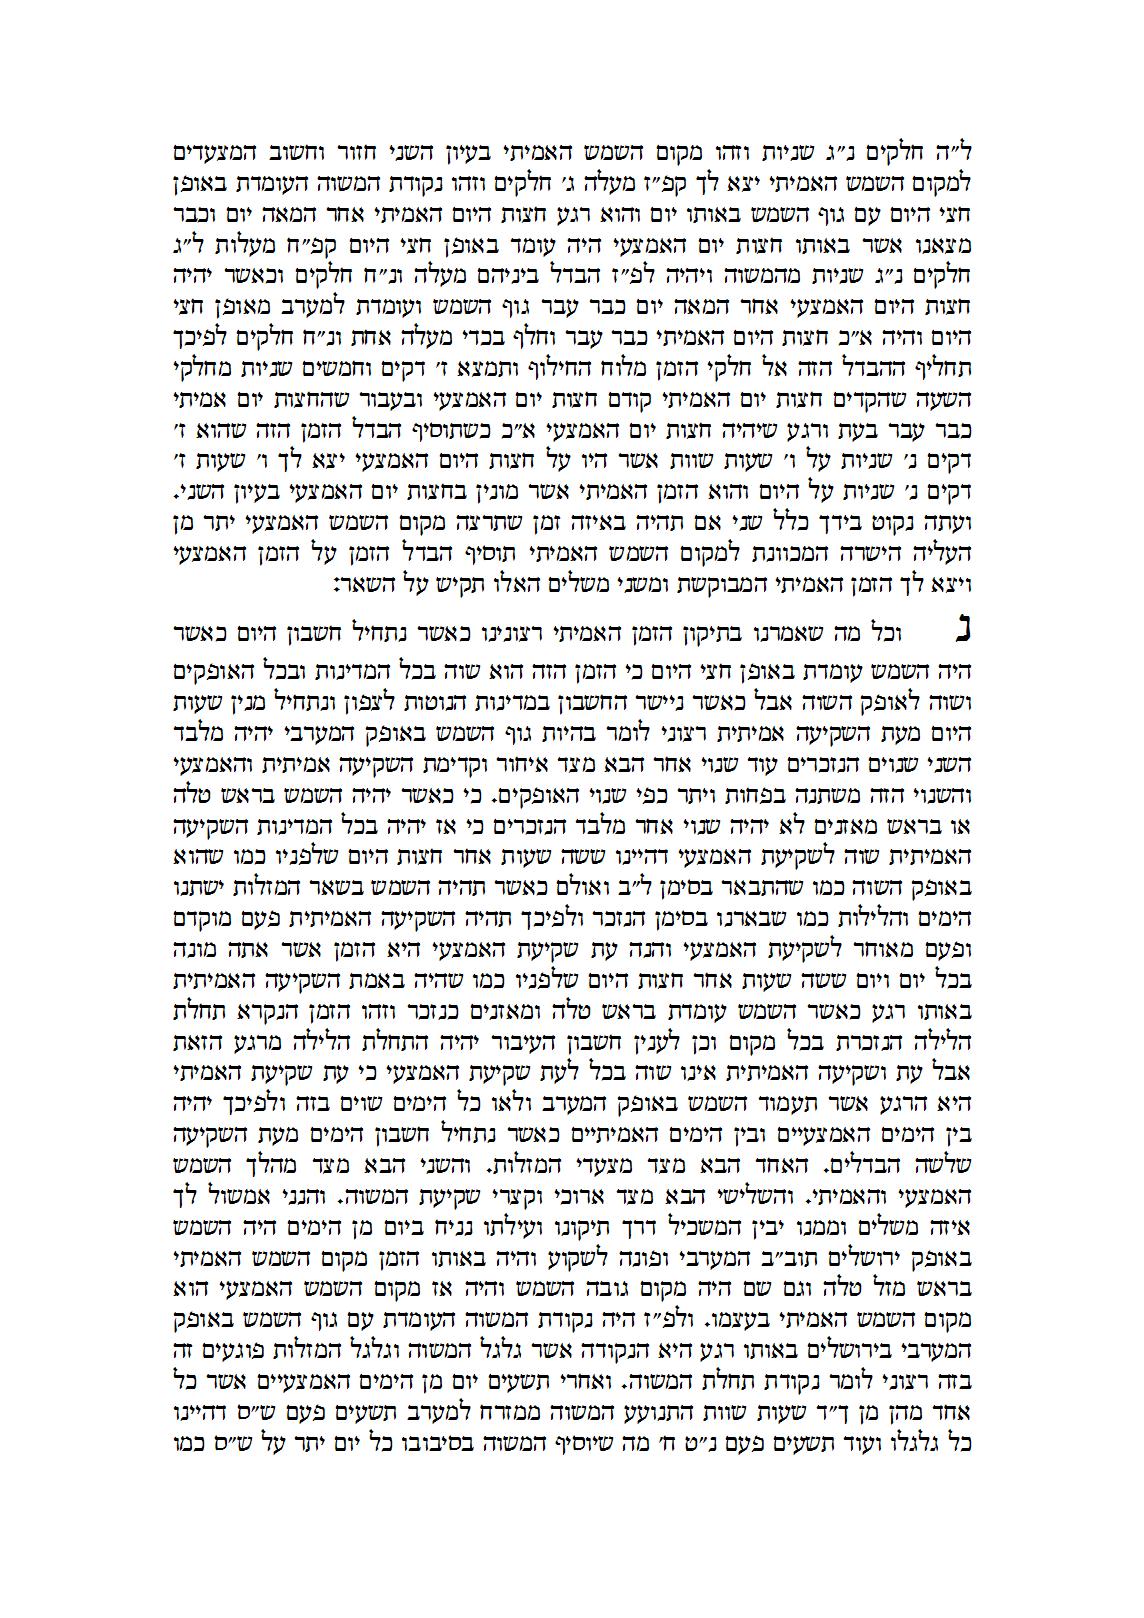 ל״ה חלקים נ״ג שניות וזהו מקום השמש האמיתי בעיון השני חזור וחשוב המצעדים
למקום השמש האמיתי יצא לך קפ״ז מעלה ג׳ חלקים וזהו נקודת המשוה העומדת באופן
חצי היום עם גוף השמש באותו יום והוא רגע חצות היום האמיתי אחר המאה יום וכבר
מצאנו אשר באותו חצות יום האמצעי היה עומד באופן חצי היום קפ״ח מעלות ל״ג
חלקים נ״ג שניות מהמשוה ויהיה לפ״ז הבדל ביניהם מעלה ונ״ח חלקים וכאשר יהיה
חצות היום האמצעי אחר המאה יום כבר עבר גוף השמש ועומדת למערב מאופן חצי
היום והיה א״כ חצות היום האמיתי כבר עבר וחלף בכדי מעלה אחת ונ״ח חלקים לפיכך
תחליף ההבדל הזה אל חלקי הזמן מלוח החילוף ותמצא ז׳ דקים וחמשים שניות מחלקי
השעה שהקדים חצות יום האמיתי קודם חצות יום האמצעי ובעבור שהחצות יום אמיתי
כבר עבר בעת ורגע שיהיה חצות יום האמצעי א״כ כשתוסיף הבדל הזמן הזה שהוא ז׳
דקים נ׳ שניות על ו׳ שעות שוות אשר היו על חצות היום האמצעי יצא לך ו׳ שעות ז׳
דקים נ׳ שניות על היום והוא הזמן האמיתי אשר מונין בחצות יום האמצעי בעיון השני.
ועתה נקוט בידך כלל שני אם תהיה באיזה זמן שתרצה מקום השמש האמצעי יתר מן
העליה הישרה המכוונת למקום השמש האמיתי תוסיף הבדל הזמן על הזמן האמצעי
ויצא לך הזמן האמיתי המבוקשת ומשני משלים האלו תקיש על השאר:
נ וכל מה שאמרנו בתיקון הזמן האמיתי רצונינו כאשר נתחיל חשבון היום כאשר
היה השמש עומדת באופן חצי היום כי הזמן הזה הוא שוה בכל המדינות ובכל האופקים
ושוה לאופק השוה אבל כאשר ניישר החשבון במדינות הנוטות לצפון ונתחיל מנין שעות
היום מעת השקיעה אמיתית רצוני לומר בהיות גוף השמש באופק המערבי יהיה מלבד
השני שנוים הנזכרים עוד שנוי אחר הבא מצד איחור וקדימת השקיעה אמיתית והאמצעי
והשנוי הזה משתנה בפחות ויתר כפי שנוי האופקים. כי כאשר יהיה השמש בראש טלה
או בראש מאזנים לא יהיה שנוי אחר מלבד הנזכרים כי אז יהיה בכל המדינות השקיעה
האמיתית שוה לשקיעת האמצעי דהיינו ששה שעות אחר חצות היום שלפניו כמו שהוא
באופק השוה כמו שהתבאר בסימן ל״ב ואולם כאשר תהיה השמש בשאר המזלות ישתנו
הימים והלילות כמו שבארנו בסימן הנזכר ולפיכך תהיה השקיעה האמיתית פעם מוקדם
ופעם מאוחר לשקיעת האמצעי והנה עת שקיעת האמצעי היא הזמן אשר אתה מונה
בכל יום ויום ששה שעות אחר חצות היום שלפניו כמו שהיה באמת השקיעה האמיתית
באותו רגע כאשר השמש עומדת בראש טלה ומאזנים כנזכר וזהו הזמן הנקרא תחלת
הלילה הנזכרת בכל מקום וכן לענין חשבון העיבור יהיה התחלת הלילה מרגע הזאת
אבל עת ושקיעה האמיתית אינו שוה בכל לעת שקיעת האמצעי כי עת שקיעת האמיתי
היא הרגע אשר תעמוד השמש באופק המערב ולאו כל הימים שוים בזה ולפיכך יהיה
בין הימים האמצעיים ובין הימים האמיתיים כאשר נתחיל חשבון הימים מעת השקיעה
שלשה הבדלים. האחד הבא מצד מצעדי המזלות. והשני הבא מצד מהלך השמש
האמצעי והאמיתי. והשלישי הבא מצד ארוכי וקצרי שקיעת המשוה. והנני אמשול לך
איזה משלים וממנו יבין המשכיל דרך תיקונו ועילתו נניח ביום מן הימים היה השמש
באופק ירושלים תוב״ב המערבי ופונה לשקוע והיה באותו הזמן מקום השמש האמיתי
בראש מזל טלה וגם שם היה מקום גובה השמש והיה אז מקום השמש האמצעי הוא
מקום השמש האמיתי בעצמו. ולפ״ז היה נקודת המשוה העומדת עם גוף השמש באופק
המערבי בירושלים באותו רגע היא הנקודה אשר גלגל המשוה וגלגל המזלות פוגעים זה
בזה רצוני לומר נקודת תחלת המשוה. ואחרי תשעים יום מן הימים האמצעיים אשר כל
אחד מהן מן ך״ד שעות שוות התנועע המשוה ממזרח למערב תשעים פעם ש״ס דהיינו
כל גלגלו ועוד תשעים פעם נ״ט ח׳ מה שיוסיף המשוה בסיבובו כל יום יתר על ש״ס כמו